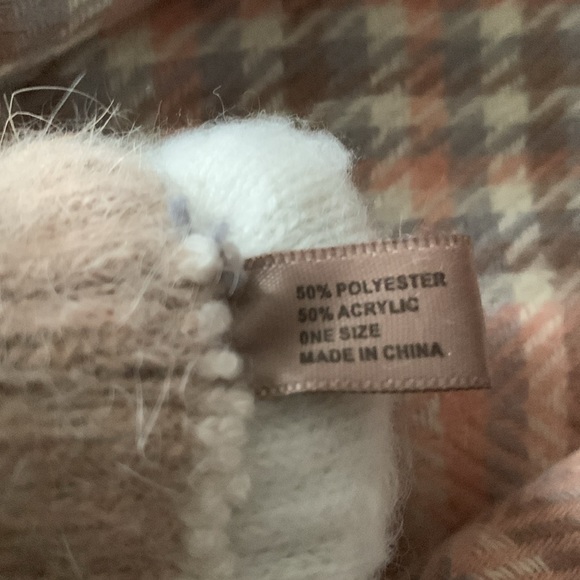 50% POLYESTER
50% ACRYLIC
ONE SIZE
MADE IN CHINA